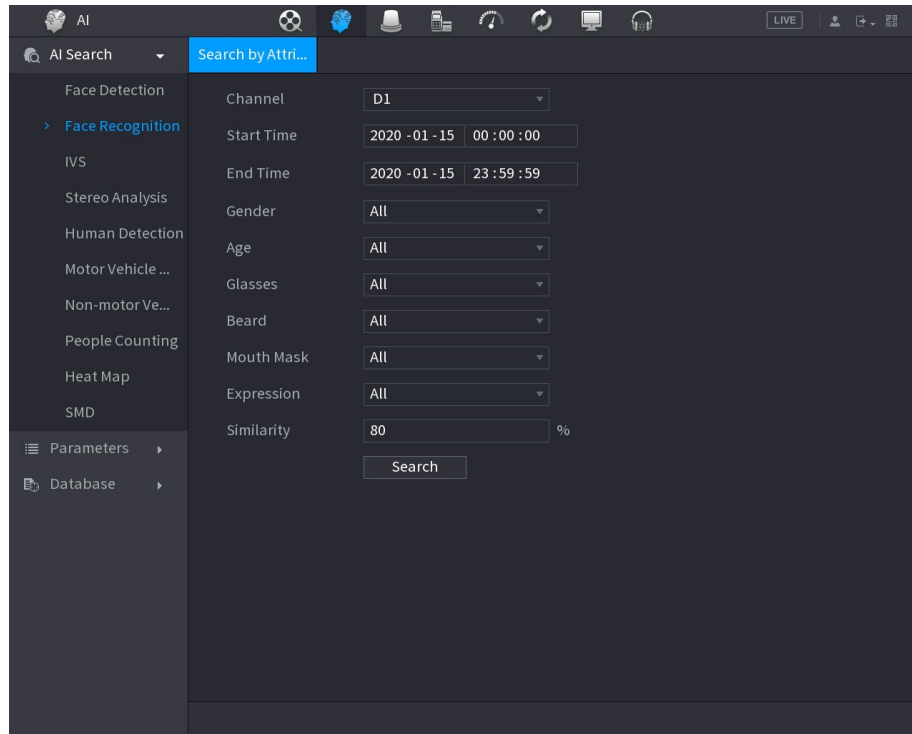 AI
LIVE
AI Search
Search by Attri...
Face Detection
Channel D1
Face Recognition
Start Time 2020 -01 -15 00 : 00 : 00
IVS
End Time 2020 -01 -15 23 : 59 : 59
Stereo Analysis
Gender All
Human Detection
Age All
Motor Vehicle ...
Glasses All
Non-motor Ve...
Beard All
People Counting
Mouth Mask All
Heat Map
Expression All
SMD
Similarity 80 %
Parameters
Search
Database